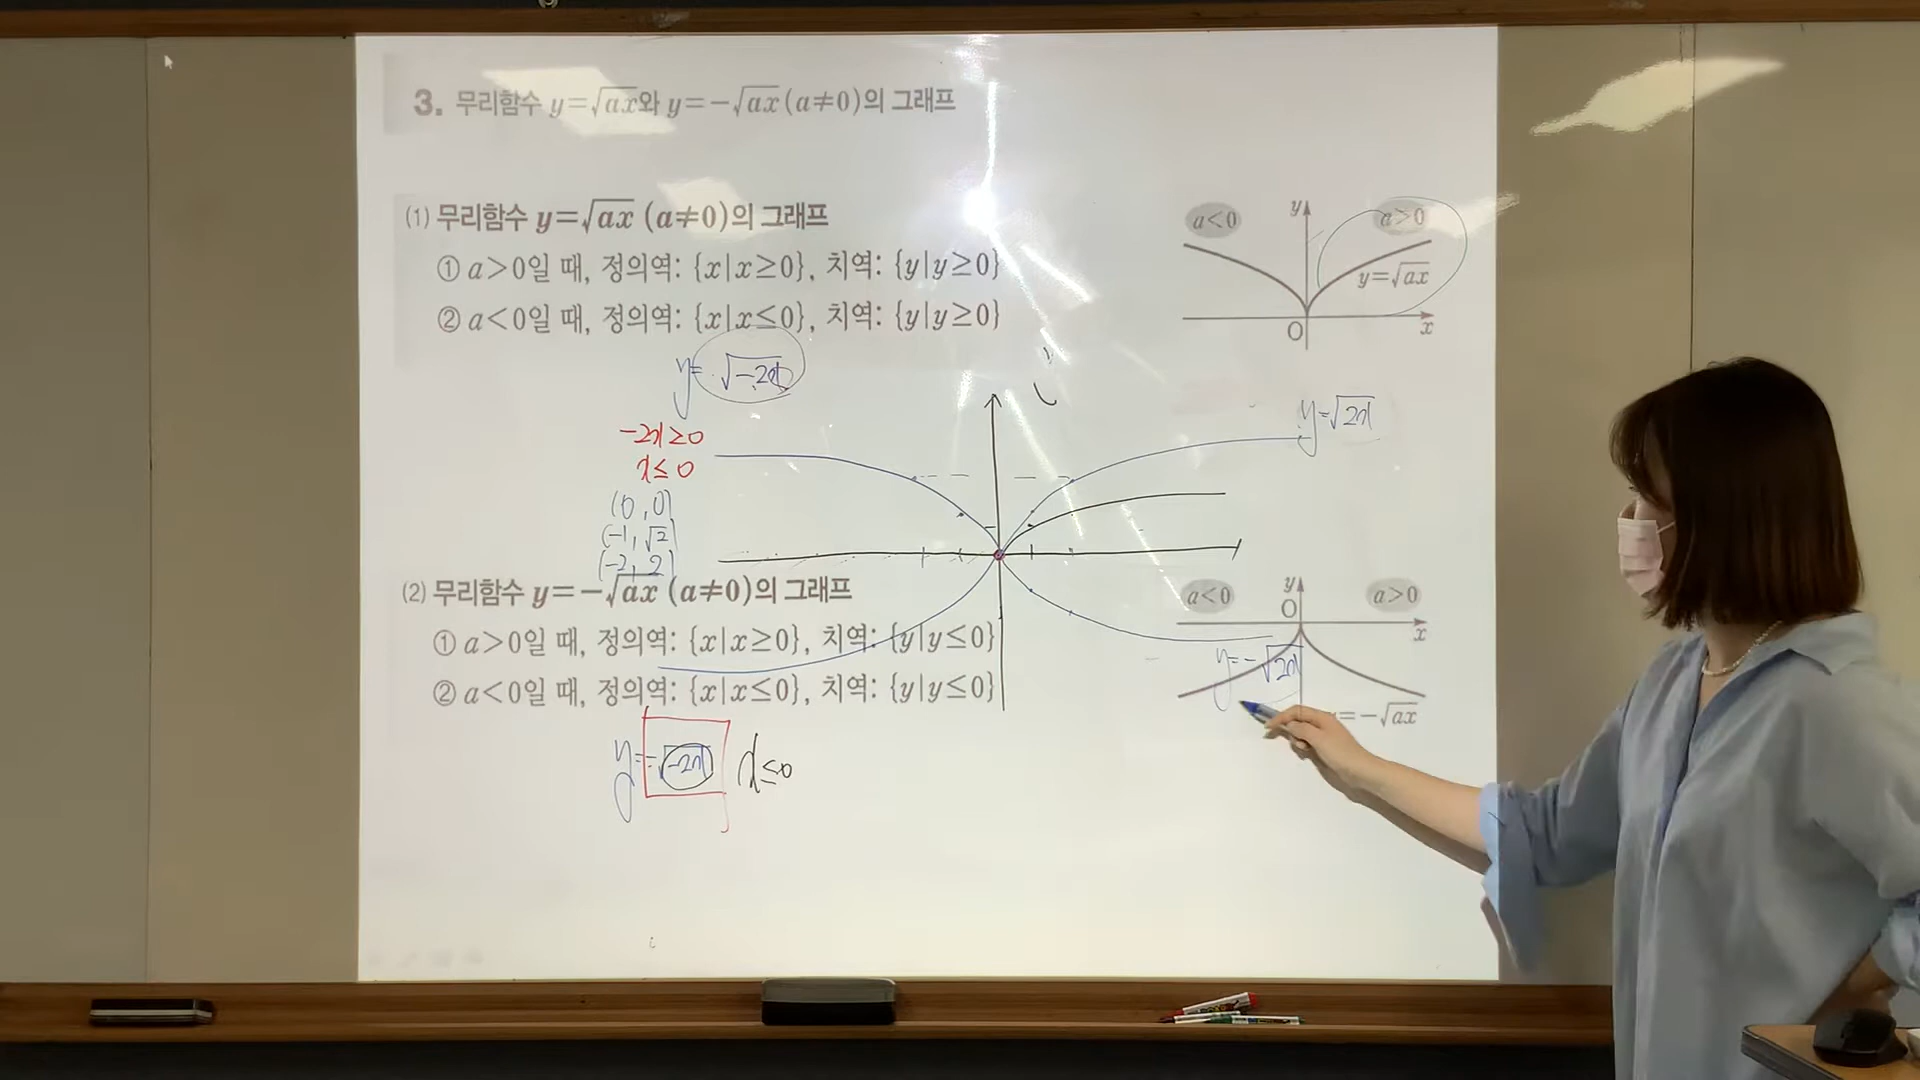 3. 무리함수 y=√ax와 y=-√ax(a≠0)의 그래프
(1) 무리함수 y=√ax (a≠0)의 그래프
① a>0일 때, 정의역: {x|x≥0}, 치역: {y|y≥0}
② a<0일 때, 정의역: {x|x≤0}, 치역: {y|y≥0}
a<0
y
a>0
y=√ax
O
x
y=√-2x
y=√2x
-2x≥0
x≤0
(0,0)
(-1,√2)
(-2,2)
(2) 무리함수 y=-√ax (a≠0)의 그래프
① a>0일 때, 정의역: {x|x≥0}, 치역: {y|y≤0}
② a<0일 때, 정의역: {x|x≤0}, 치역: {y|y≤0}
a<0
y
O
a>0
x
y=-√2x
=-√ax
y=-√-2x x≤0